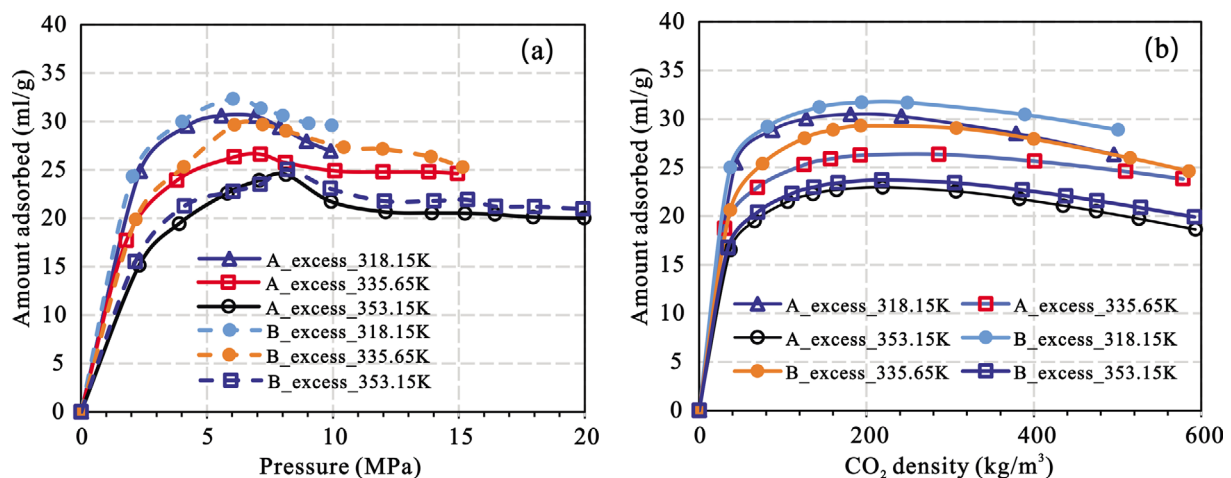 (a)
Amount adsorbed (ml/g)
40
35
30
25
20
15
10
5
0
A_excess_318.15K
A_excess_335.65K
A_excess_353.15K
B_excess_318.15K
B_excess_335.65K
B_excess_353.15K
0 5 10 15 20
Pressure (MPa)
(b)
Amount adsorbed (ml/g)
40
35
30
25
20
15
10
5
0
A_excess_318.15K A_excess_335.65K
A_excess_353.15K B_excess_318.15K
B_excess_335.65K B_excess_353.15K
0 200 400 600
CO₂ density (kg/m³)